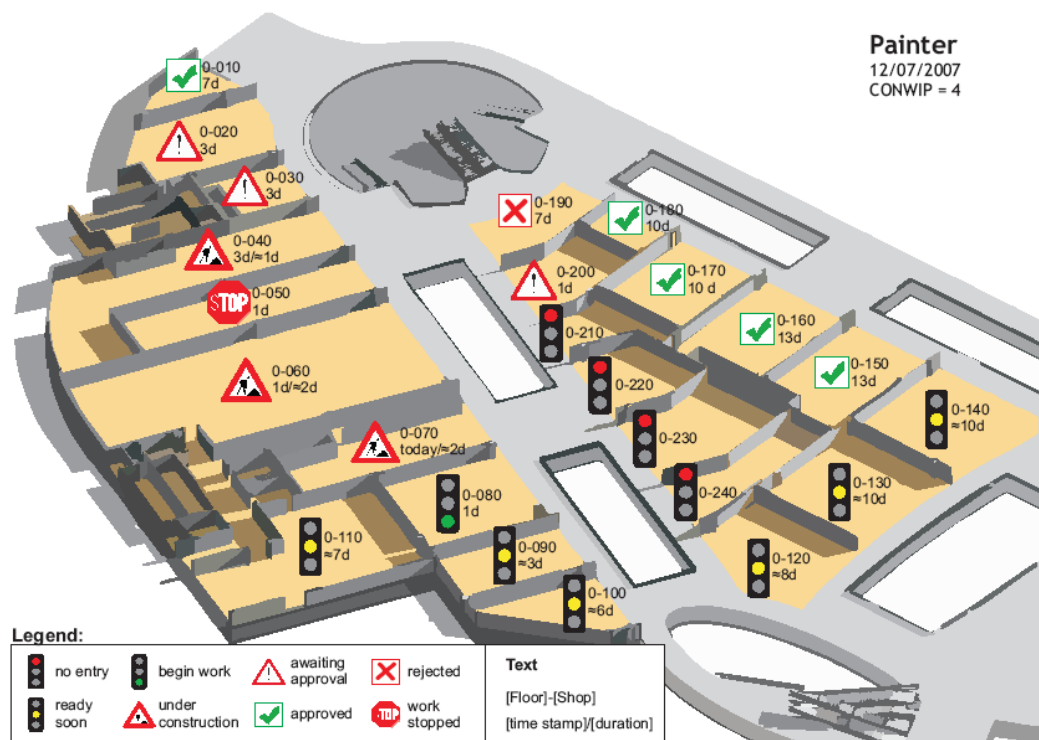 Painter
12/07/2007
CONWIP = 4
0-010
7d
0-020
3d
0-030
3d
0-040
3d/≈1d
STOP
0-050
1d
0-060
1d/≈2d
0-070
today/≈2d
0-080
1d
0-090
≈3d
0-100
≈6d
0-110
≈7d
0-190
7d
0-180
10d
0-200
1d
0-170
10 d
0-210
0-160
13d
0-220
0-150
13d
0-230
0-140
≈10d
0-240
0-130
≈10d
0-120
≈8d
Legend:
no entry
begin work
awaiting
approval
rejected
ready
soon
under
construction
approved
STOP
work
stopped
Text
[Floor]-[Shop]
[time stamp]/[duration]